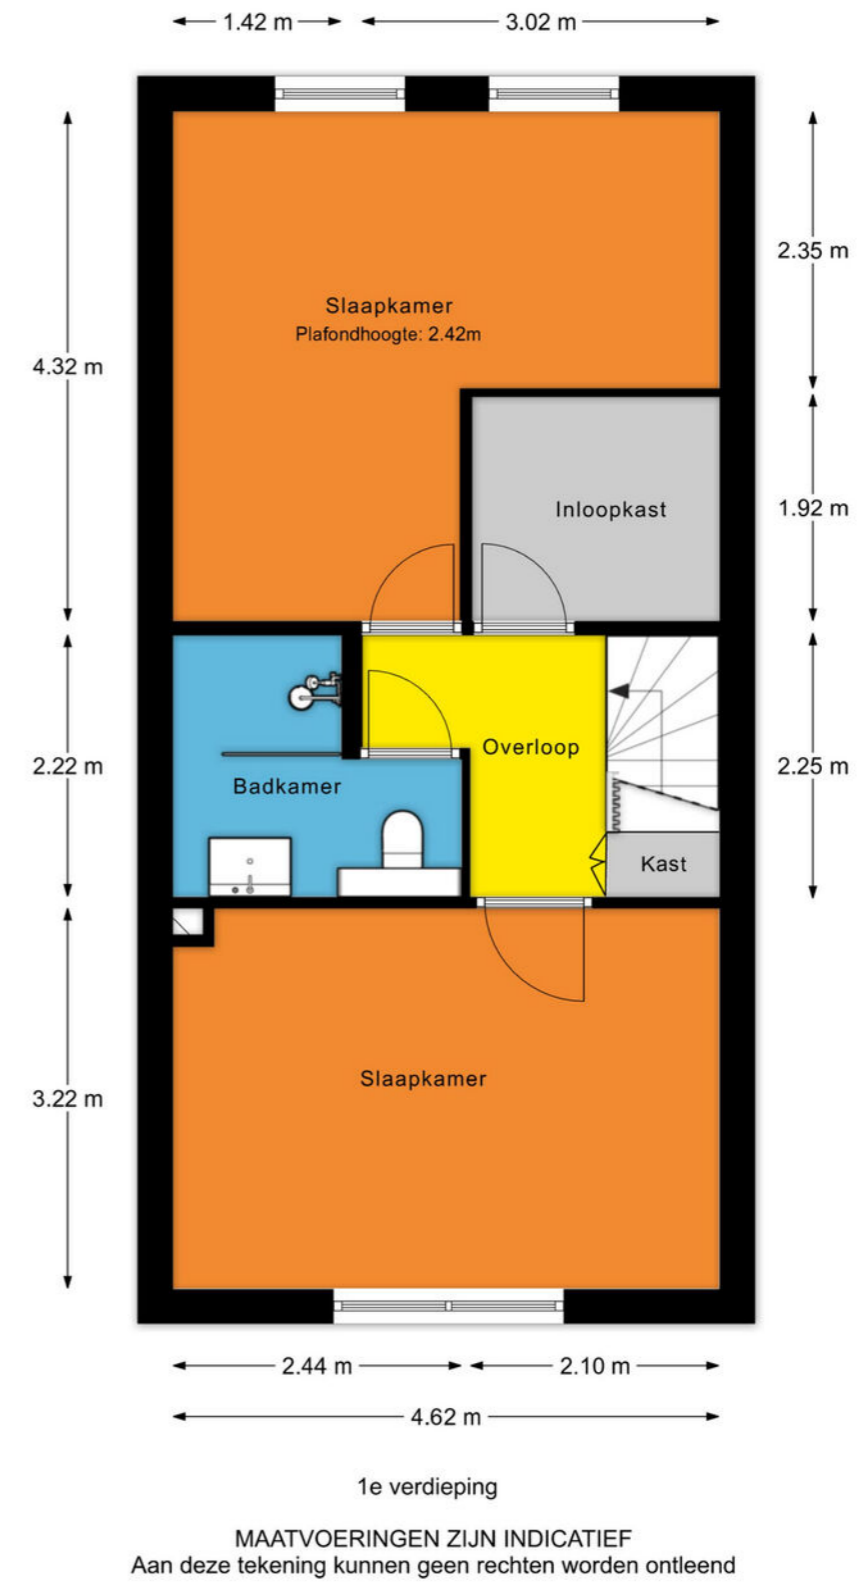 1.42 m
3.02 m
2.35 m
Slaapkamer
Plafondhoogte: 2.42m
4.32 m
Inloopkast
1.92 m
Overloop
2.22 m
2.25 m
Badkamer
Kast
Slaapkamer
3.22 m
2.44 m
2.10 m
4.62 m
1e verdieping
MAATVOERINGEN ZIJN INDICATIEF
Aan deze tekening kunnen geen rechten worden ontleend